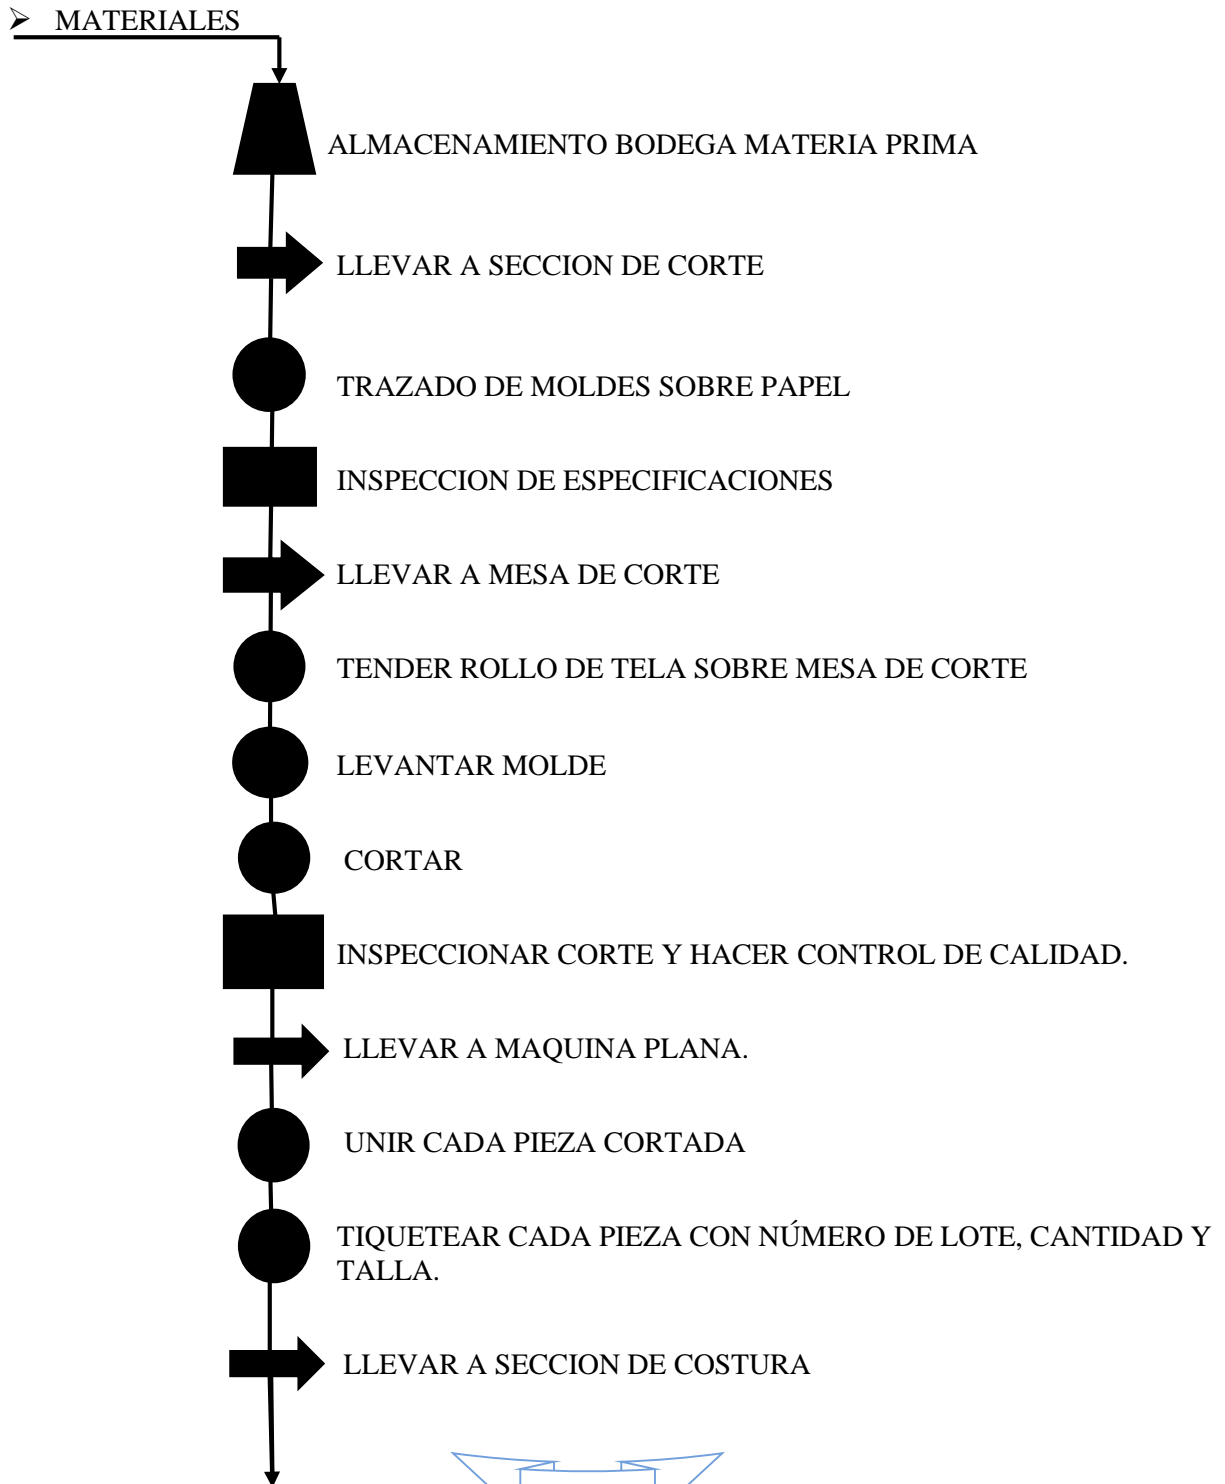 MATERIALES
ALMACENAMIENTO BODEGA MATERIA PRIMA
LLEVAR A SECCION DE CORTE
TRAZADO DE MOLDES SOBRE PAPEL
INSPECCION DE ESPECIFICACIONES
LLEVAR A MESA DE CORTE
TENDER ROLLO DE TELA SOBRE MESA DE CORTE
LEVANTAR MOLDE
CORTAR
INSPECCIONAR CORTE Y HACER CONTROL DE CALIDAD.
LLEVAR A MAQUINA PLANA.
UNIR CADA PIEZA CORTADA
TIQUETEAR CADA PIEZA CON NÚMERO DE LOTE, CANTIDAD Y
TALLA.
LLEVAR A SECCION DE COSTURA